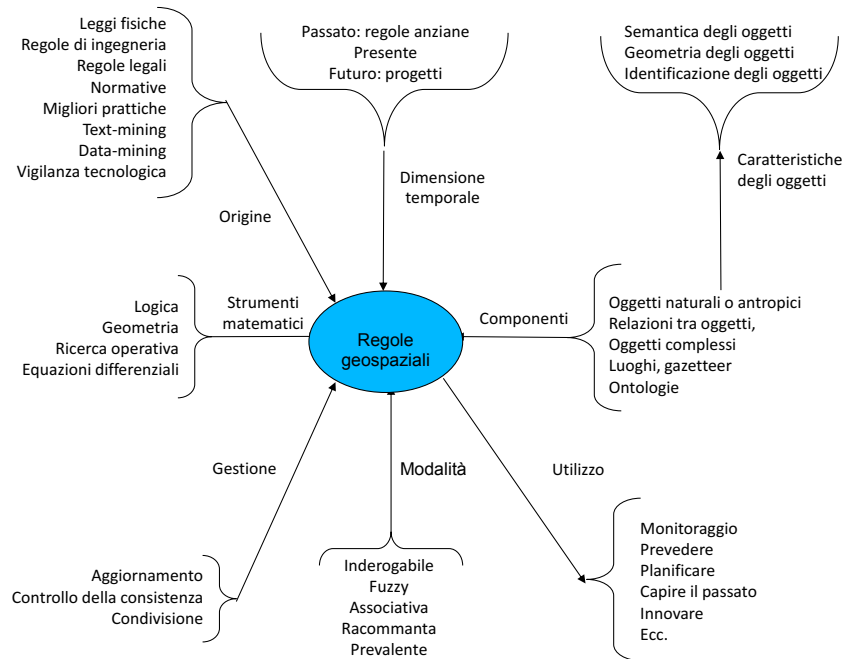 Leggi fisiche
Regole di ingegneria
Regole legali
Normative
Migliori prattiche
Text-mining
Data-mining
Vigilanza tecnologica
Origine
Passato: regole anziane
Presente
Futuro: progetti
Dimensione
temporale
Semantica degli oggetti
Geometria degli oggetti
Identificazione degli oggetti
Caratteristiche
degli oggetti
Logica
Geometria
Ricerca operativa
Equazioni differenziali
Strumenti
matematici
Regole
geospaziali
Componenti
Oggetti naturali o antropici
Relazioni tra oggetti,
Oggetti complessi
Luoghi, gazetteer
Ontologie
Gestione
Aggiornamento
Controllo della consistenza
Condivisione
Modalità
Inderogabile
Fuzzy
Associativa
Racommanta
Prevalente
Utilizzo
Monitoraggio
Prevedere
Planificare
Capire il passato
Innovare
Ecc.